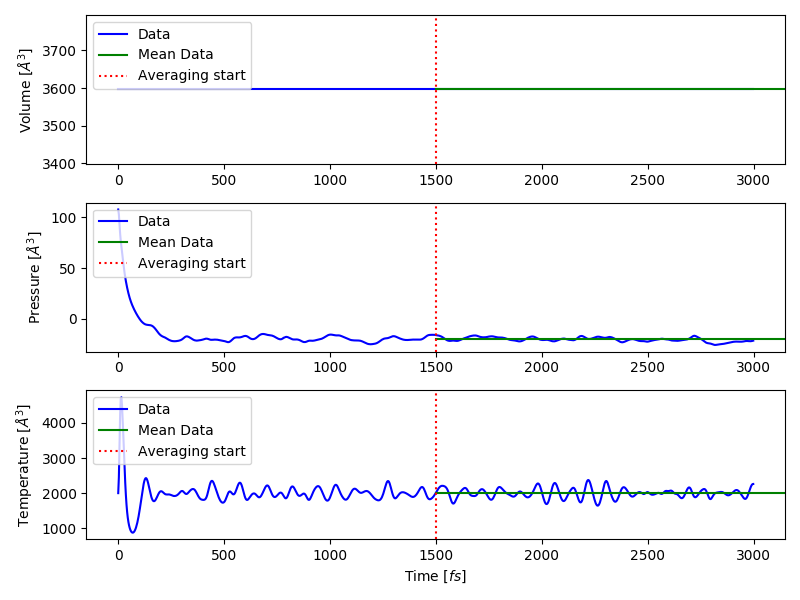 Volume [Å³]
3700
3600
3500
3400
Data
Mean Data
Averaging start
0 500 1000 1500 2000 2500 3000
Pressure [Å³]
100
50
0
Data
Mean Data
Averaging start
0 500 1000 1500 2000 2500 3000
Temperature [Å³]
4000
3000
2000
1000
Data
Mean Data
Averaging start
0 500 1000 1500 2000 2500 3000
Time [fs]